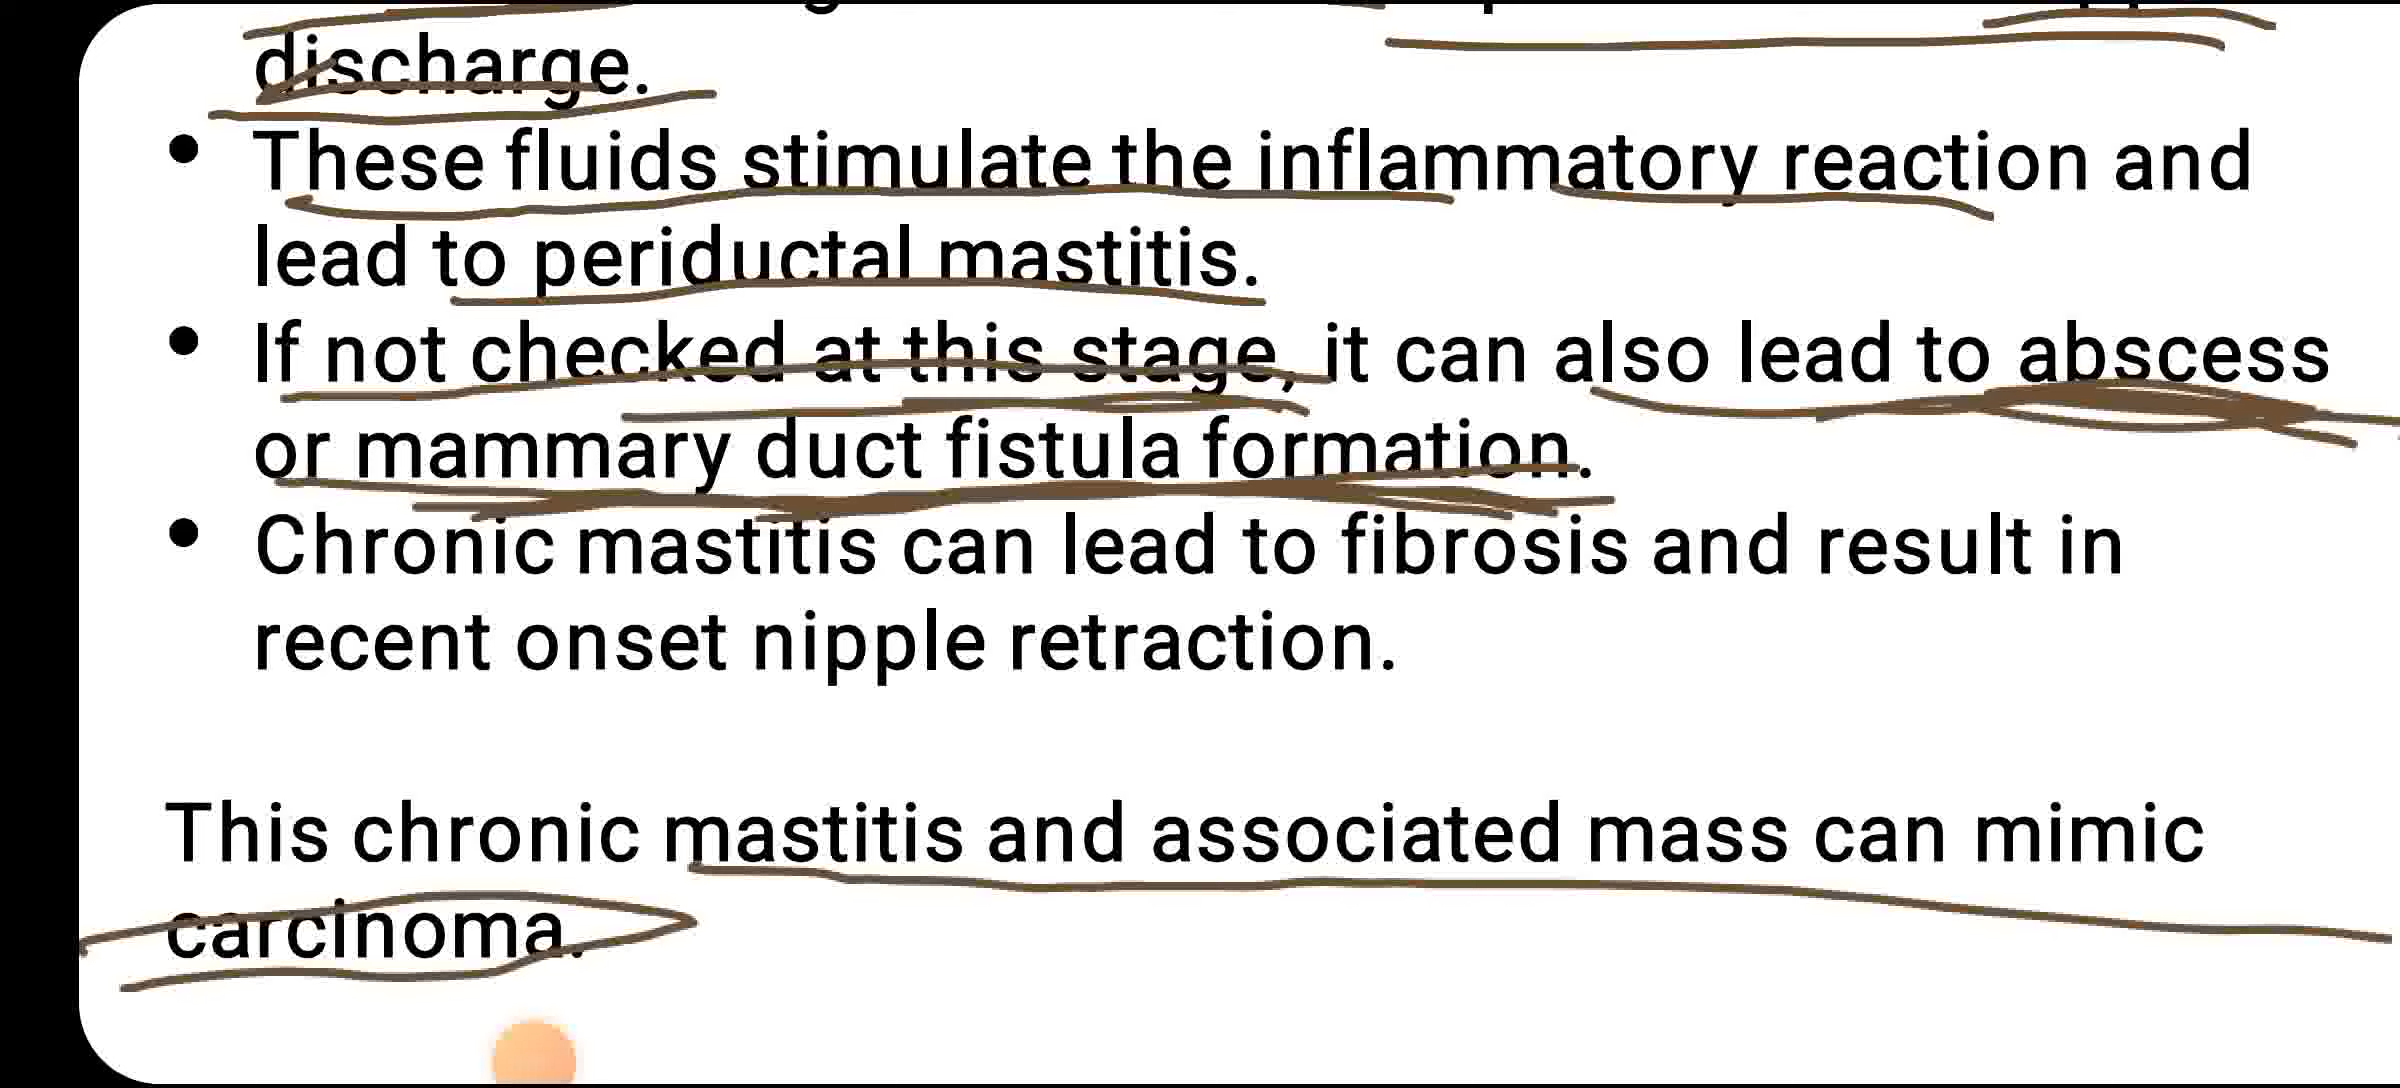 discharge.
• These fluids stimulate the inflammatory reaction and
lead to periductal mastitis.
• If not checked at this stage, it can also lead to abscess
or mammary duct fistula formation.
• Chronic mastitis can lead to fibrosis and result in
recent onset nipple retraction.
This chronic mastitis and associated mass can mimic
carcinoma.